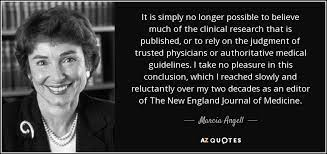 It is simply no longer possible to believe
much of the clinical research that is
published, or to rely on the judgment of
trusted physicians or authoritative medical
guidelines. I take no pleasure in this
conclusion, which I reached slowly and
reluctantly over my two decades as an editor
of The New England Journal of Medicine.
Marcia Angell
AZQUOTES